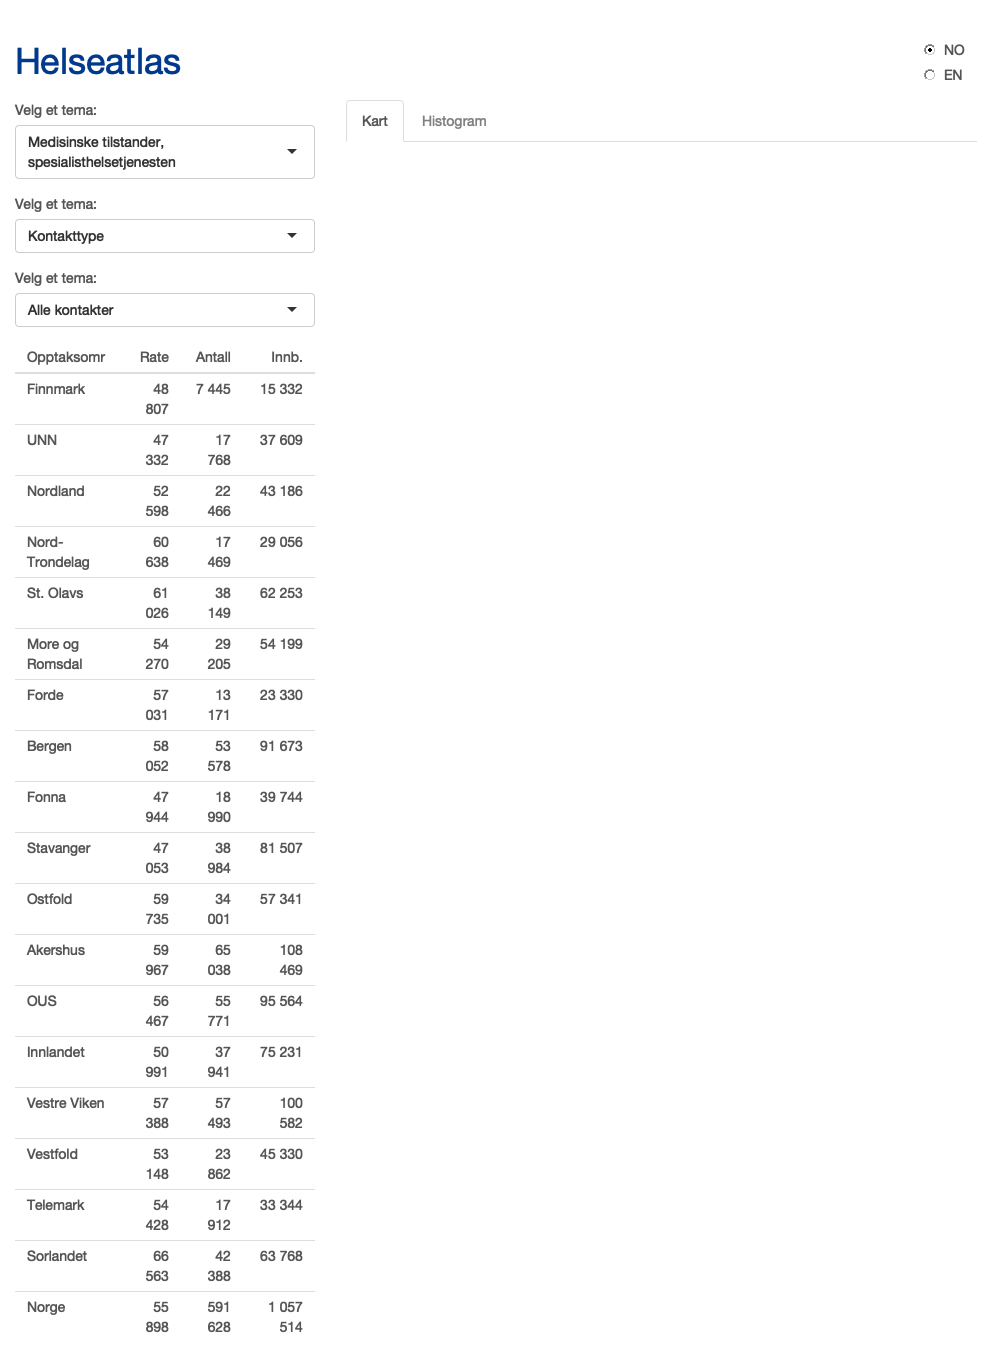 Helseatlas
NO
EN
Velg et tema:
Medisinske tilstander,
spesialisthelsetjenesten
Velg et tema:
Kontakttype
Velg et tema:
Alle kontakter
Kart Histogram
Opptaksomr Rate Antall Innb.
Finnmark 48 7 445 15 332
807
UNN 47 17 37 609
332 768
Nordland 52 22 43 186
598 466
Nord- 60 17 29 056
Trondelag 638 469
St. Olavs 61 38 62 253
026 149
More og 54 29 54 199
Romsdal 270 205
Forde 57 13 23 330
031 171
Bergen 58 53 91 673
052 578
Fonna 47 18 39 744
944 990
Stavanger 47 38 81 507
053 984
Ostfold 59 34 57 341
735 001
Akershus 59 65 108
967 038 469
OUS 56 55 95 564
467 771
Innlandet 50 37 75 231
991 941
Vestre Viken 57 57 100
388 493 582
Vestfold 53 23 45 330
148 862
Telemark 54 17 33 344
428 912
Sorlandet 66 42 63 768
563 388
Norge 55 591 1 057
898 628 514